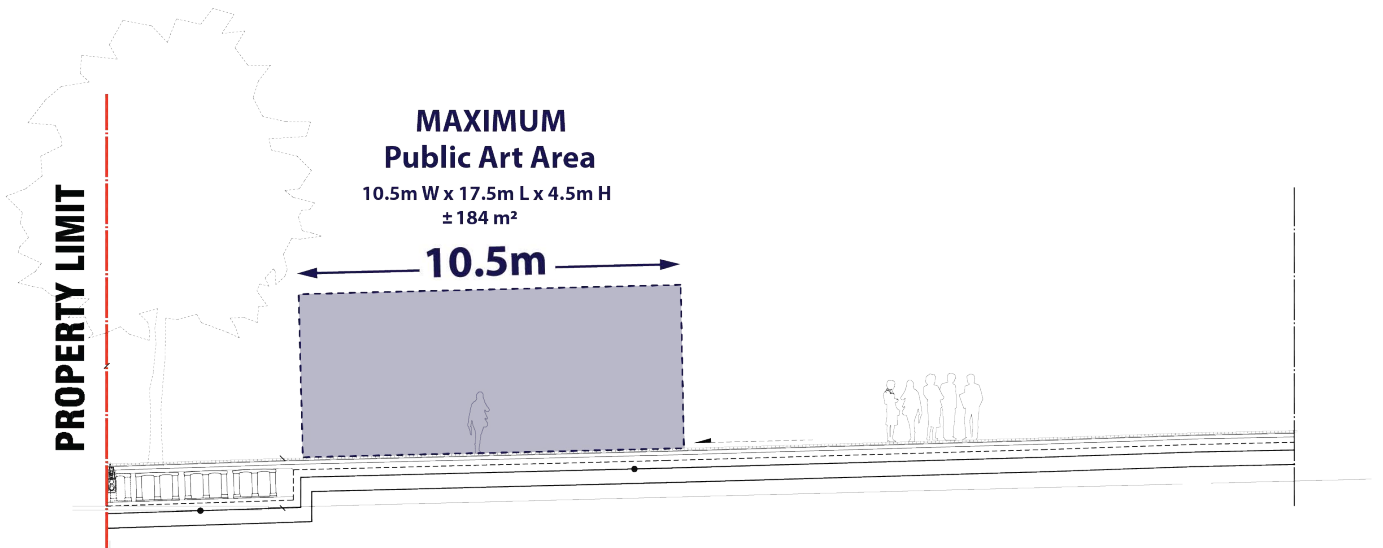 MAXIMUM
Public Art Area
10.5m W x 17.5m L x 4.5m H
± 184 m²
10.5m
PROPERTY LIMIT